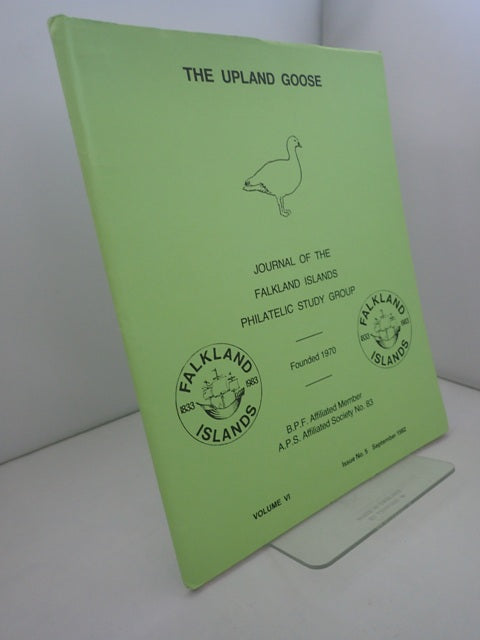 THE UPLAND GOOSE
JOURNAL OF THE
FALKLAND ISLANDS
PHILATELIC STUDY GROUP
Founded 1970
FALKLAND
1833 1983
ISLANDS
FALKLAND
1833 1983
ISLANDS
B.P.F. Affiliated Member
A.P.S. Affiliated Society No. 83
VOLUME VI
Issue No. 5 September 1982